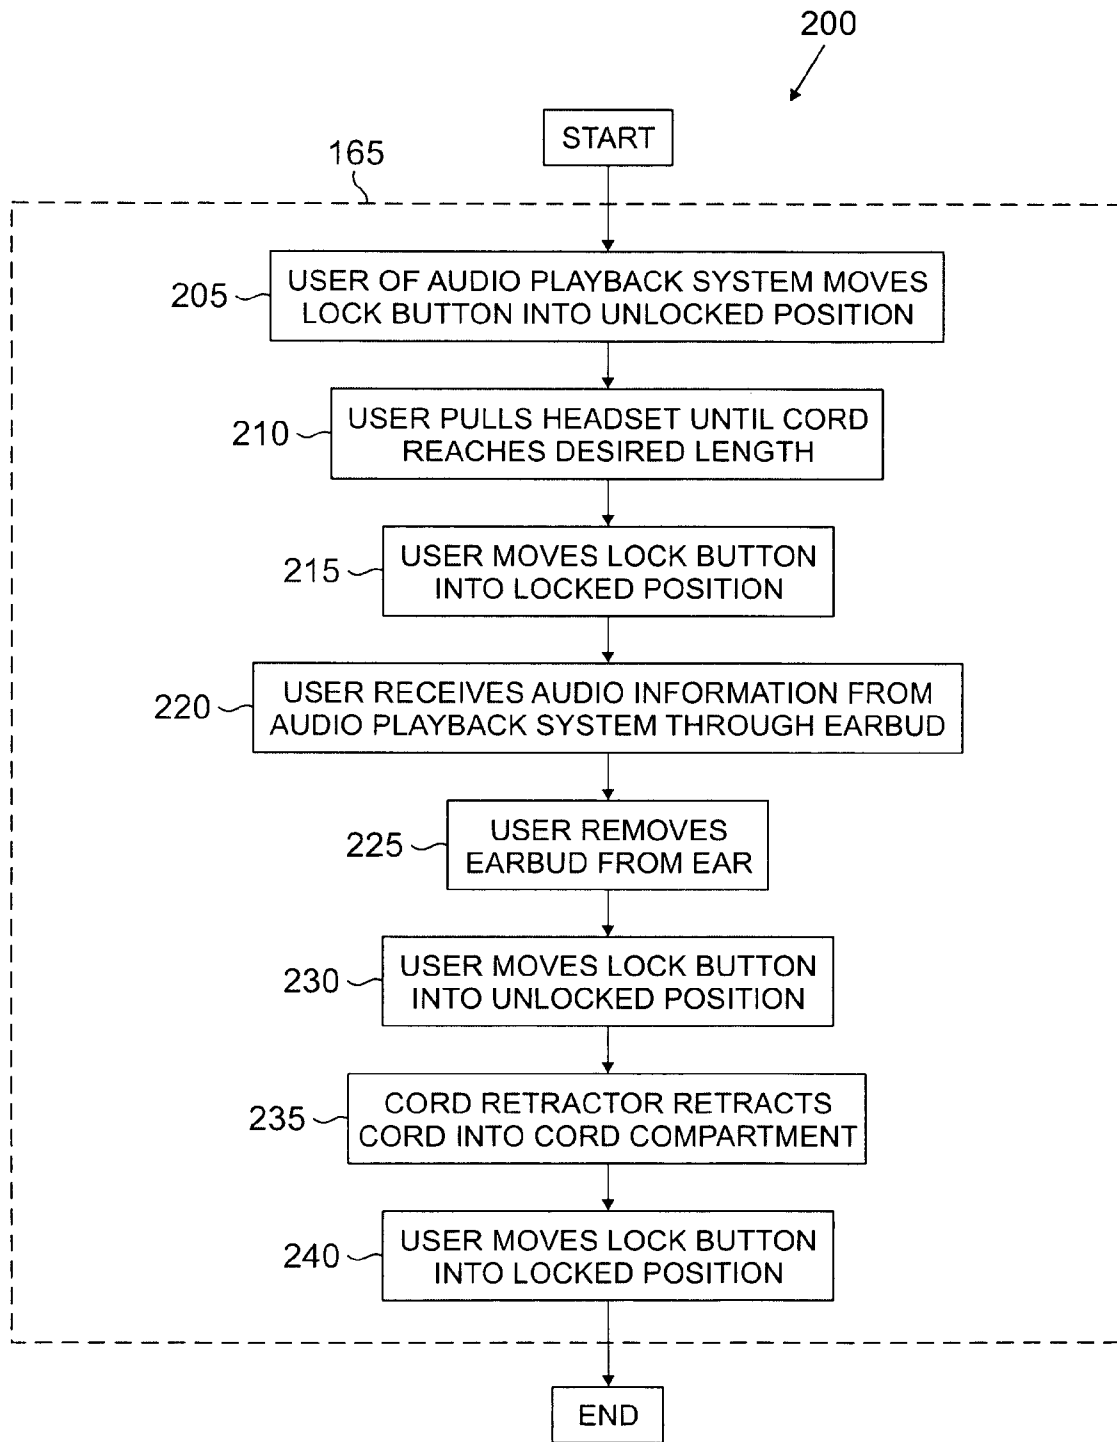 200
START
165
205
USER OF AUDIO PLAYBACK SYSTEM MOVES
LOCK BUTTON INTO UNLOCKED POSITION
210
USER PULLS HEADSET UNTIL CORD
REACHES DESIRED LENGTH
215
USER MOVES LOCK BUTTON
INTO LOCKED POSITION
220
USER RECEIVES AUDIO INFORMATION FROM
AUDIO PLAYBACK SYSTEM THROUGH EARBUD
225
USER REMOVES
EARBUD FROM EAR
230
USER MOVES LOCK BUTTON
INTO UNLOCKED POSITION
235
CORD RETRACTOR RETRACTS
CORD INTO CORD COMPARTMENT
240
USER MOVES LOCK BUTTON
INTO LOCKED POSITION
END